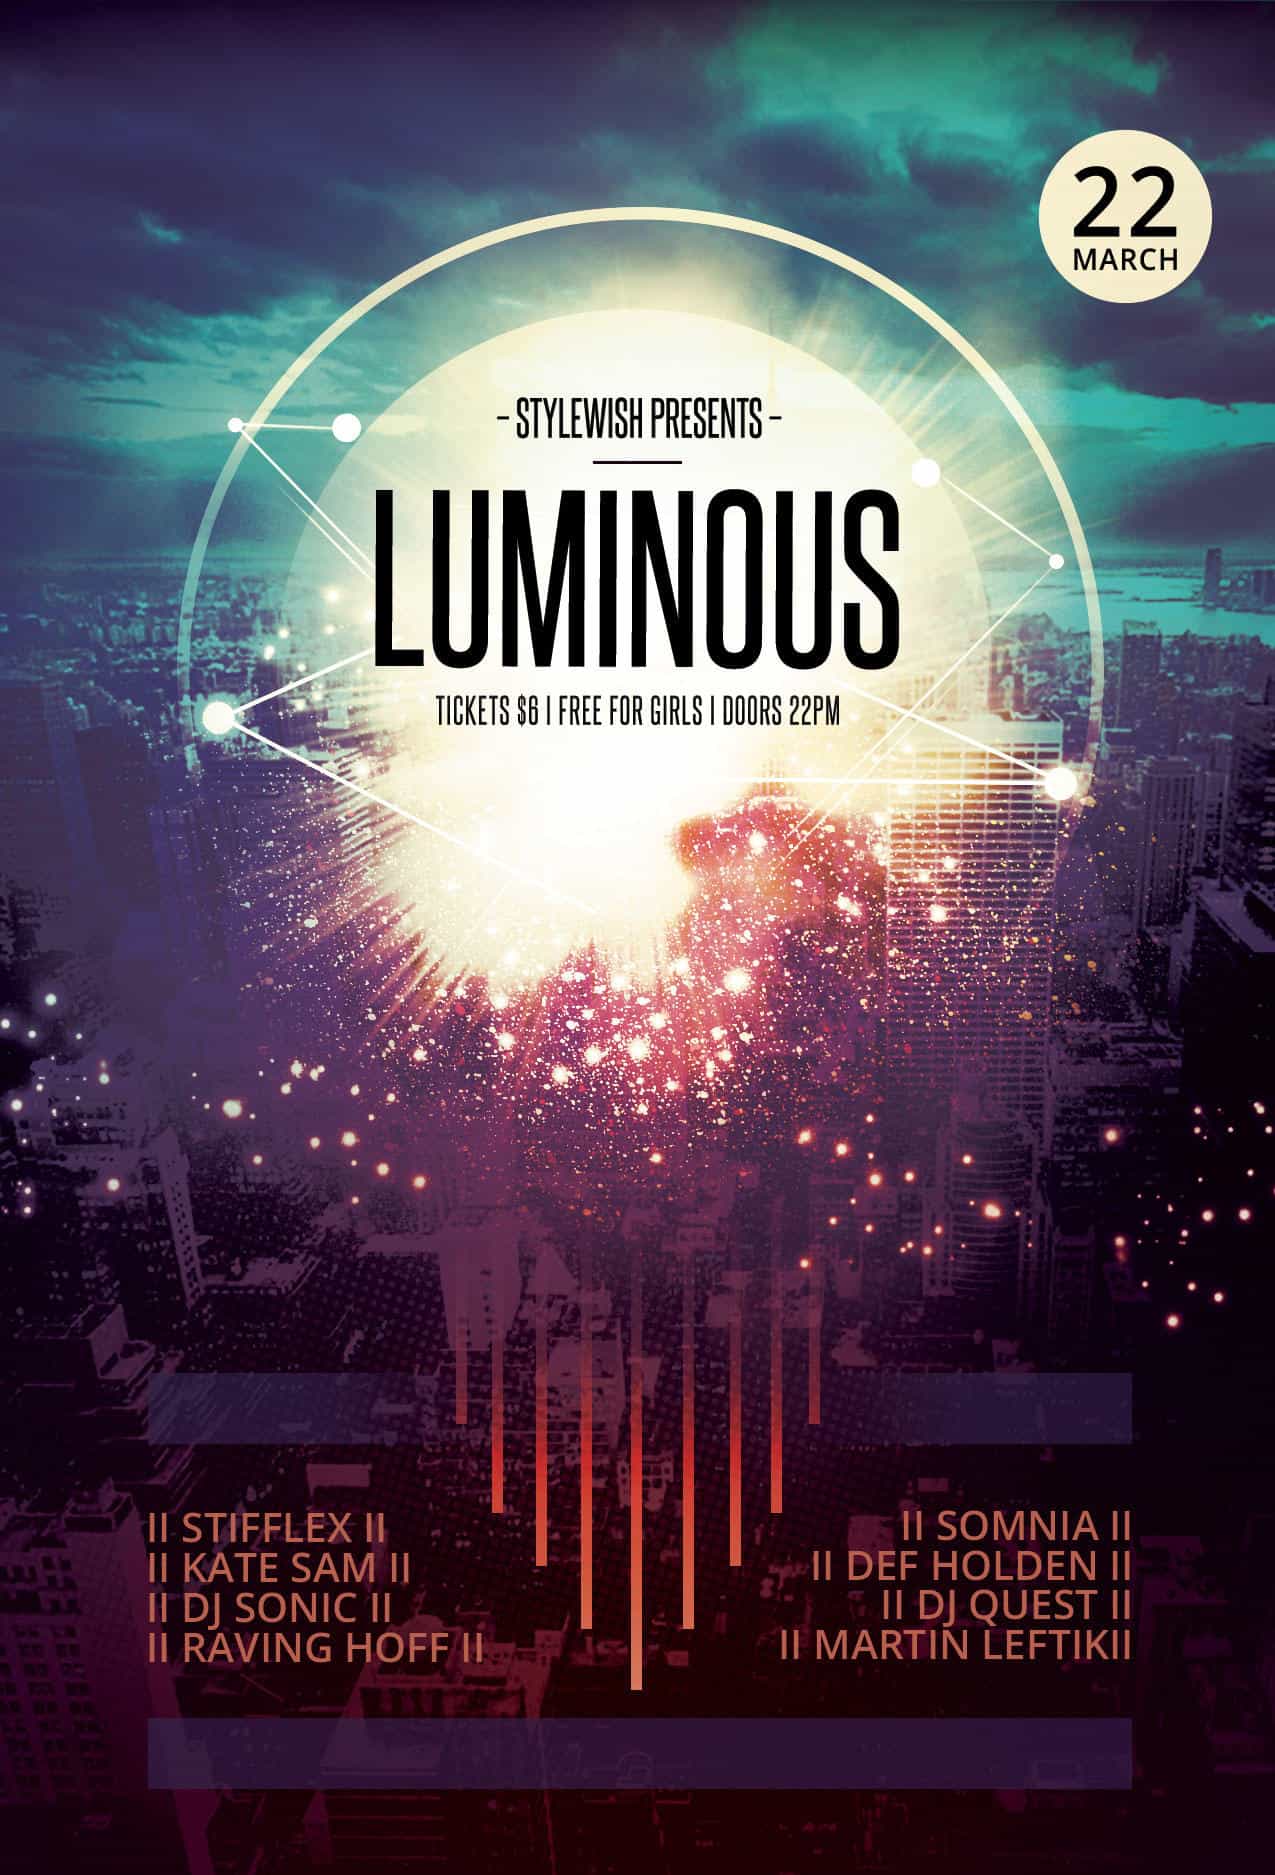 22
MARCH
– STYLEWISH PRESENTS –
LUMINOUS
TICKETS $6 I FREE FOR GIRLS I DOORS 22PM
II STIFFLEX II
II KATE SAM II
II DJ SONIC II
II RAVING HOFF II
II SOMNIA II
II DEF HOLDEN II
II DJ QUEST II
II MARTIN LEFTIKII